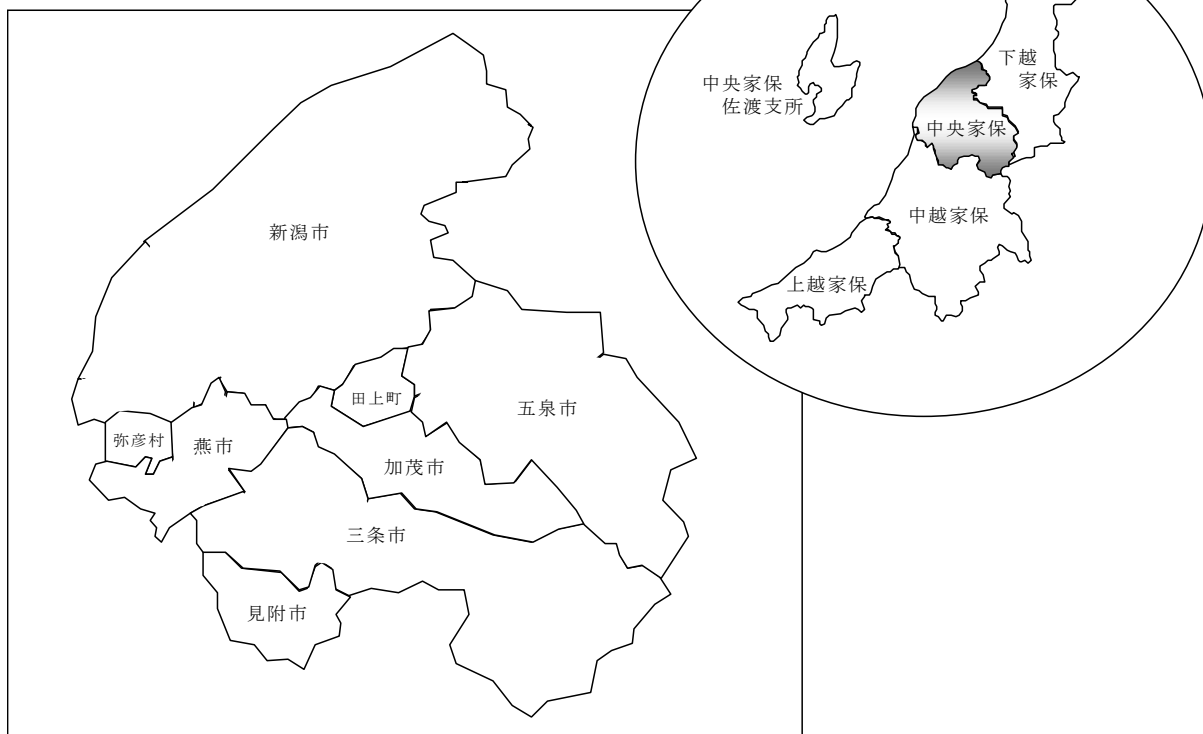 下越
家保
中央家保
佐渡支所
中央家保
中越家保
上越家保
新潟市
田上町
五泉市
弥彦村
燕市
加茂市
三条市
見附市